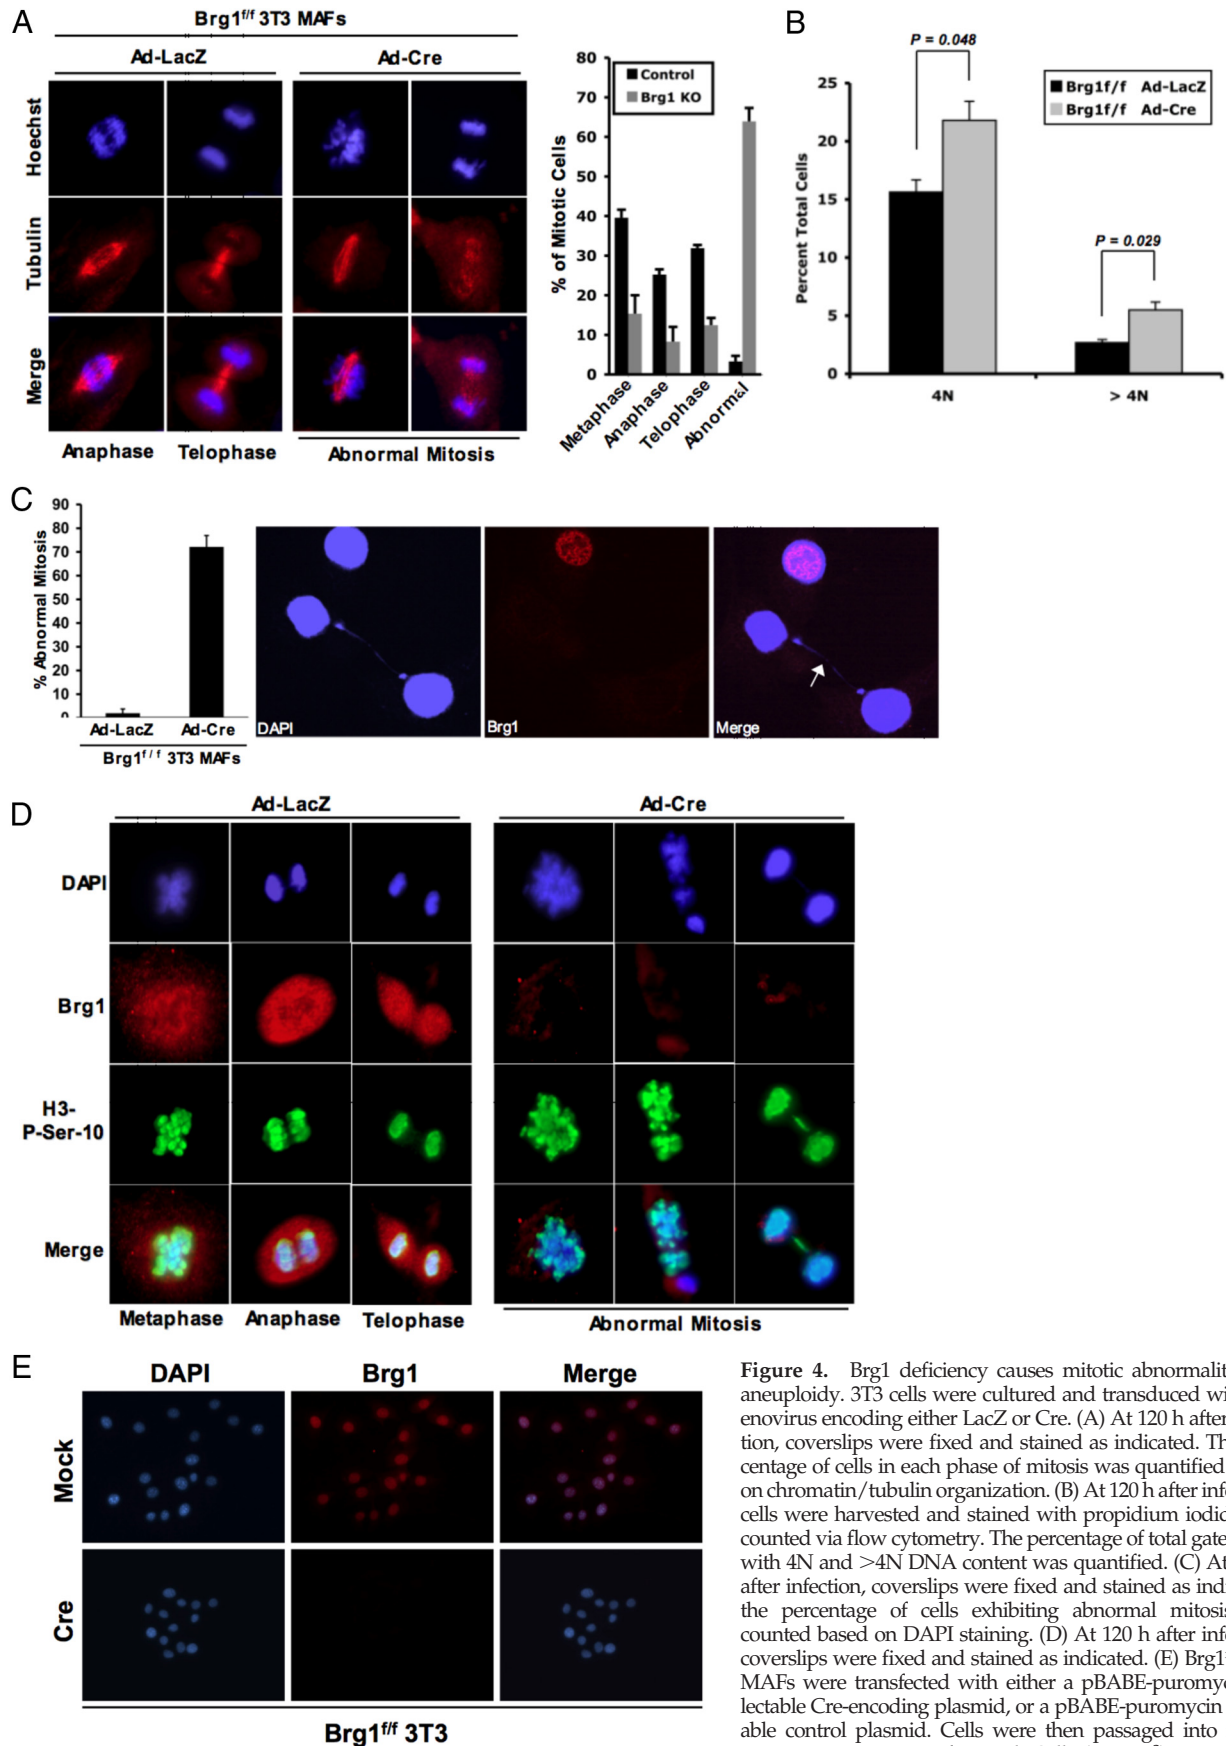 A
Brg1f/f 3T3 MAFs
Ad-LacZ
Ad-Cre
Hoechst
Tubulin
Merge
Anaphase
Telophase
Abnormal Mitosis
% of Mitotic Cells
80
70
60
50
40
30
20
10
0
Control
Brg1 KO
Metaphase
Anaphase
Telophase
Abnormal
B
P = 0.048
P = 0.029
Brg1f/f Ad-LacZ
Brg1f/f Ad-Cre
Percent Total Cells
25
20
15
10
5
0
4N
> 4N
C
% Abnormal Mitosis
90
80
70
60
50
40
30
20
10
0
Ad-LacZ
Ad-Cre
Brg1f/f 3T3 MAFs
DAPI
Brg1
Merge
D
Ad-LacZ
Ad-Cre
DAPI
Brg1
H3-
P-Ser-10
Merge
Metaphase
Anaphase
Telophase
Abnormal Mitosis
E
DAPI
Brg1
Merge
Mock
Cre
Brg1f/f 3T3
Figure 4. Brg1 deficiency causes mitotic abnormalit
aneuploidy. 3T3 cells were cultured and transduced wi
enovirus encoding either LacZ or Cre. (A) At 120 h after
tion, coverslips were fixed and stained as indicated. Th
centage of cells in each phase of mitosis was quantified
on chromatin/tubulin organization. (B) At 120 h after infe
cells were harvested and stained with propidium iodic
counted via flow cytometry. The percentage of total gate
with 4N and >4N DNA content was quantified. (C) At
after infection, coverslips were fixed and stained as indi
the percentage of cells exhibiting abnormal mitosis
counted based on DAPI staining. (D) At 120 h after infe
coverslips were fixed and stained as indicated. (E) Brg1
MAFs were transfected with either a pBABE-puromyc
lectable Cre-encoding plasmid, or a pBABE-puromycin
able control plasmid. Cells were then passaged into